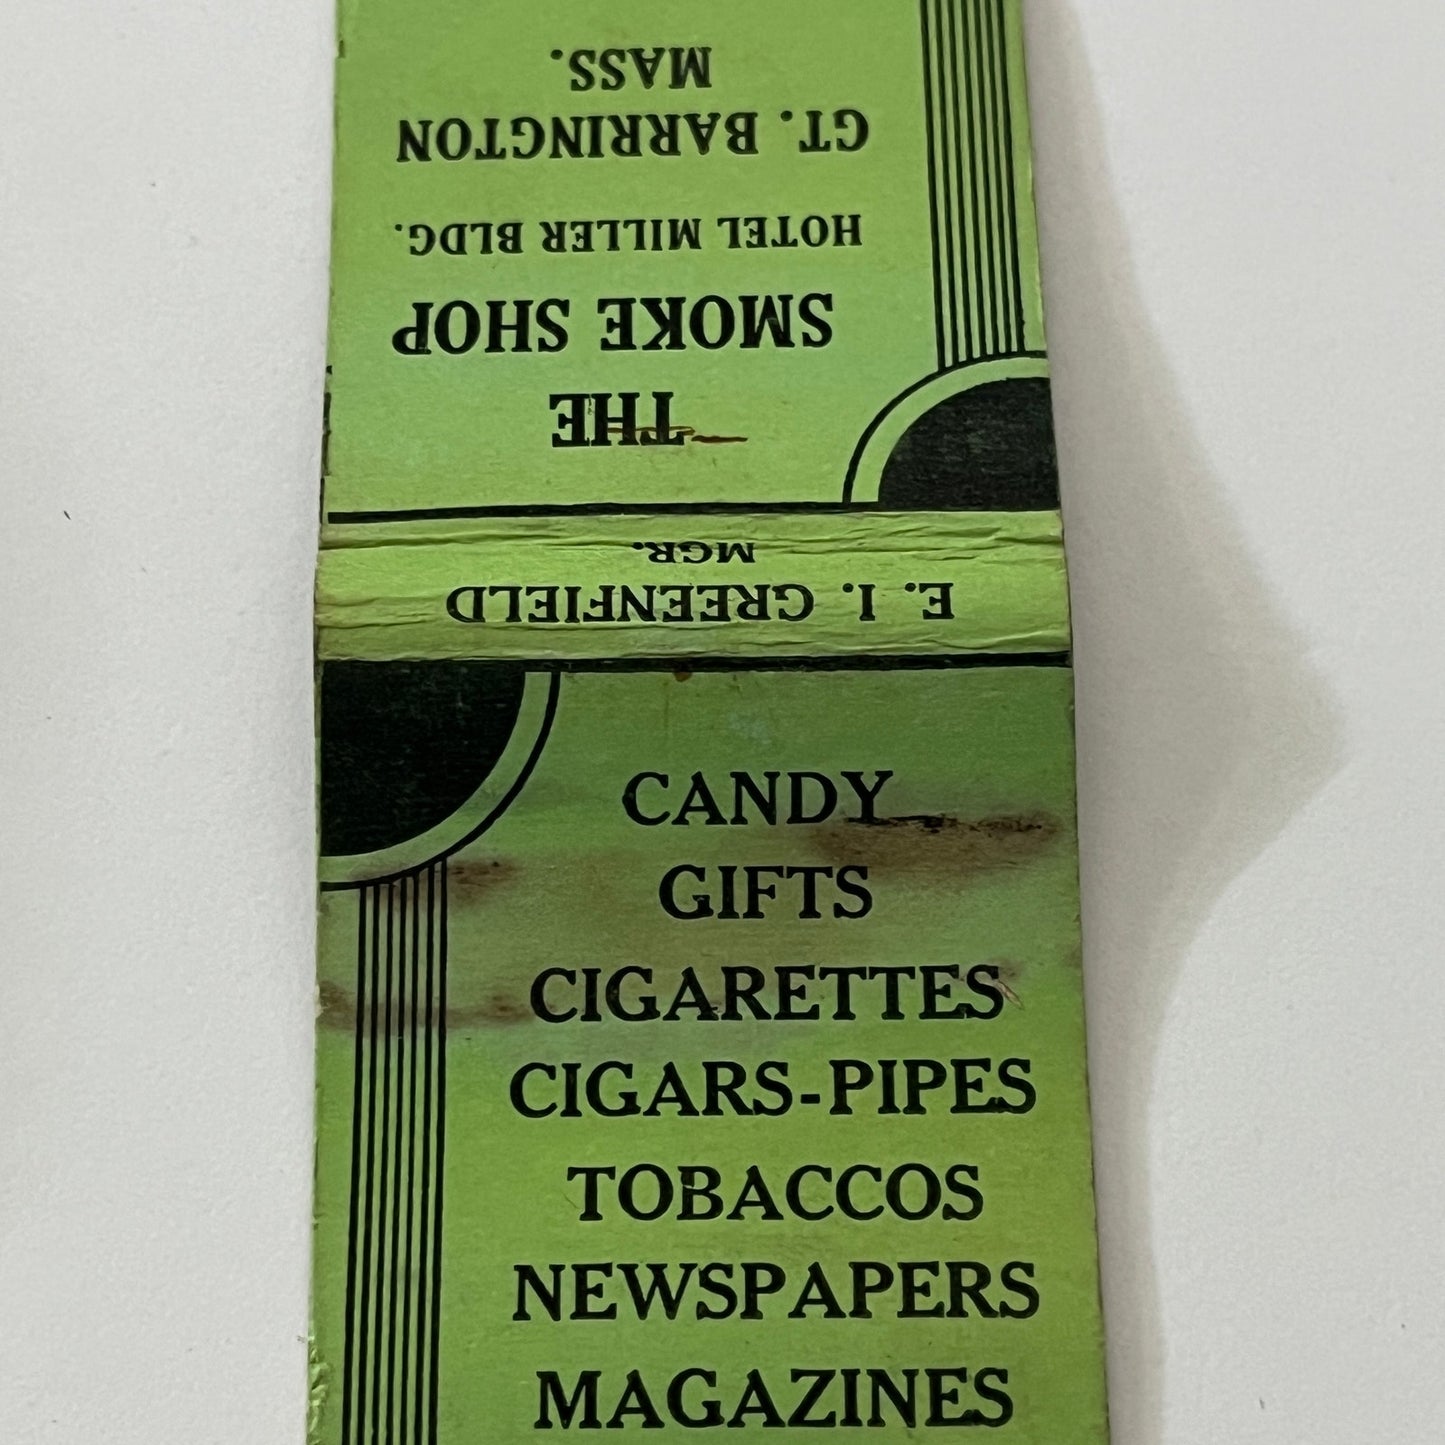 THE
SMOKE SHOP
HOTEL MILLER BLDG.
GT. BARRINGTON
MASS.
E. I. GREENFIELD
MGR.
CANDY
GIFTS
CIGARETTES
CIGARS-PIPES
TOBACCOS
NEWSPAPERS
MAGAZINES